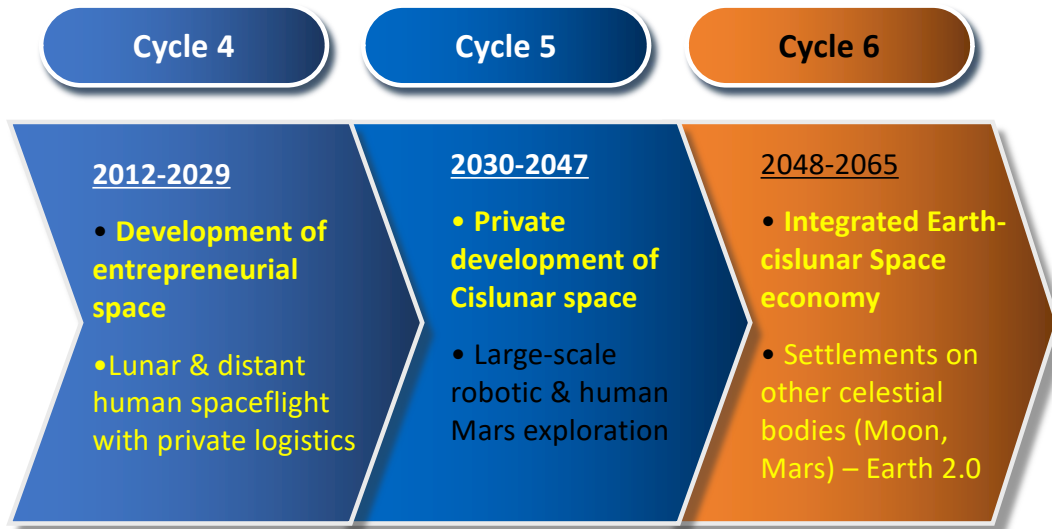 Cycle 4
Cycle 5
Cycle 6
2012-2029
• Development of
entrepreneurial
space
•Lunar & distant
human spaceflight
with private logistics
2030-2047
• Private
development of
Cislunar space
• Large-scale
robotic & human
Mars exploration
2048-2065
• Integrated Earth-
cislunar Space
economy
• Settlements on
other celestial
bodies (Moon,
Mars) – Earth 2.0